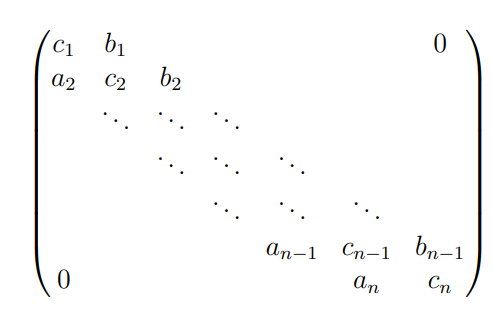 c₁ b₁ 0
a₂ c₂ b₂
⋱ ⋱ ⋱
⋱ ⋱ ⋱
⋱ ⋱ ⋱
aₙ₋₁ cₙ₋₁ bₙ₋₁
0 aₙ cₙ